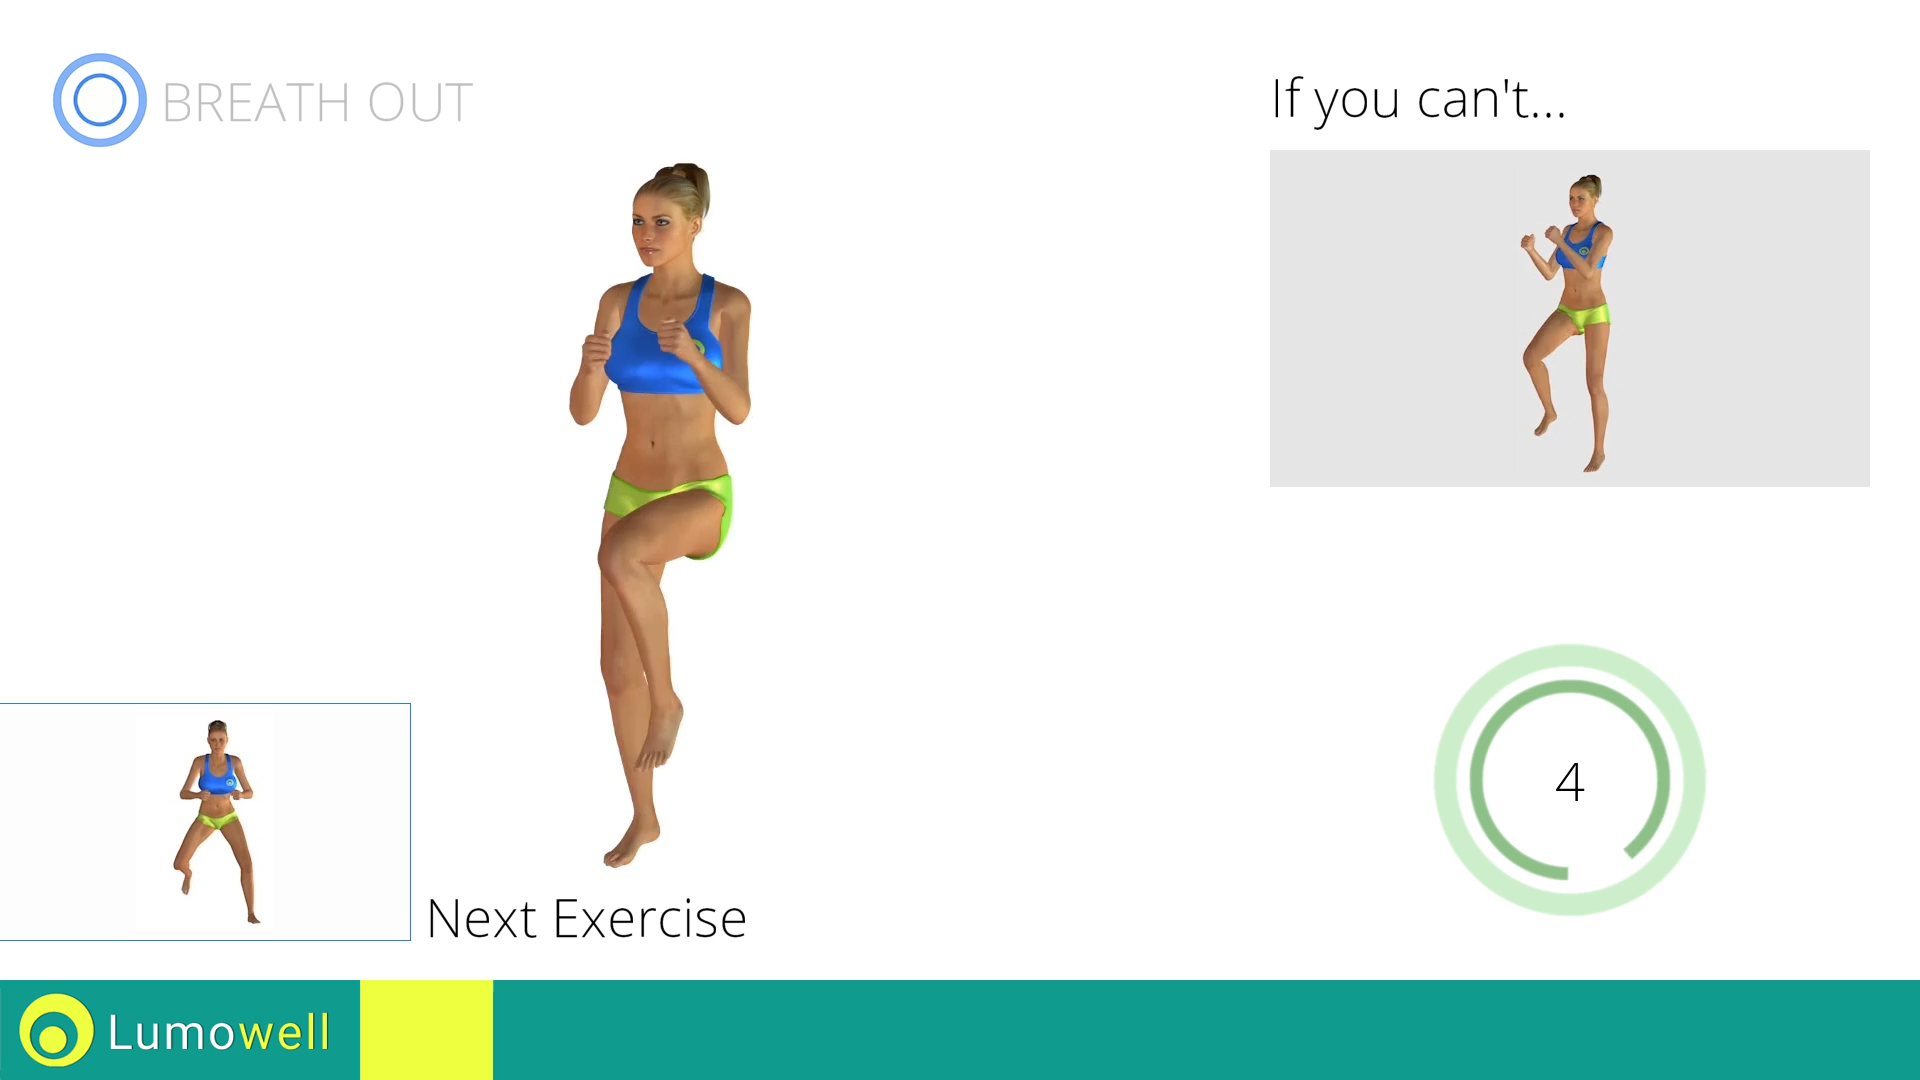 BREATH OUT
If you can't...
4
Next Exercise
Lumowell